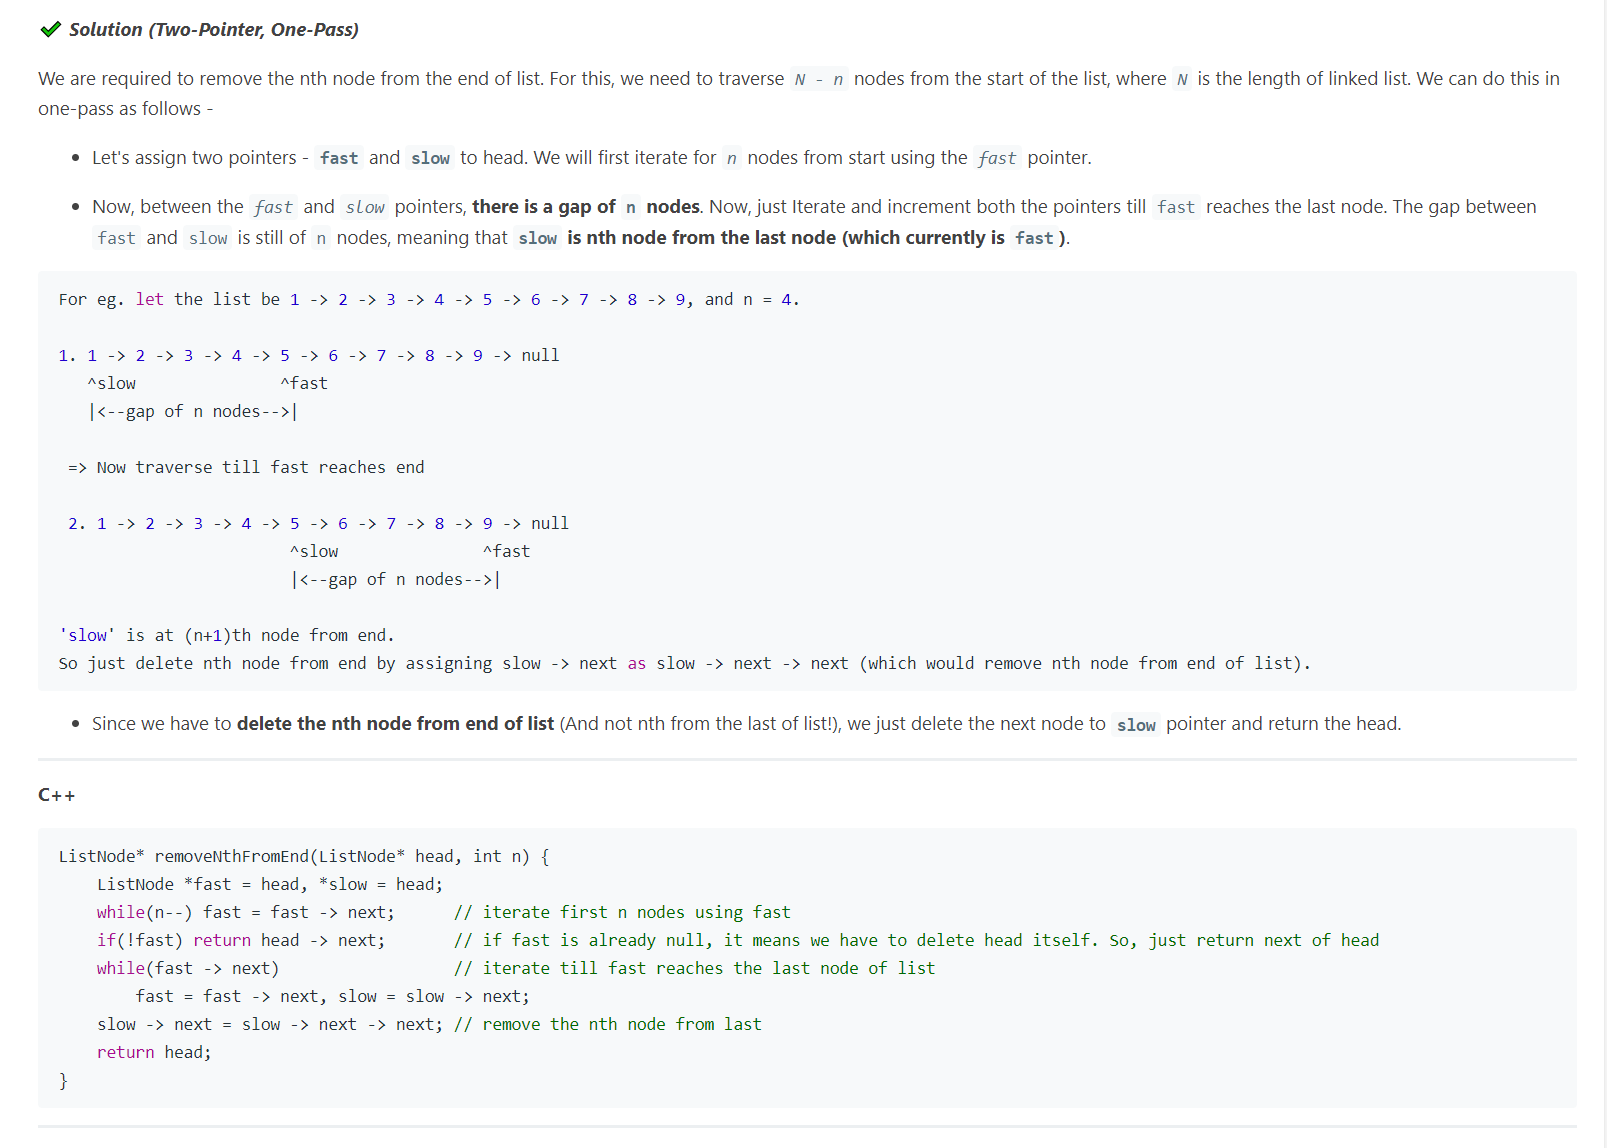 ✔ Solution (Two-Pointer, One-Pass)
We are required to remove the nth node from the end of list. For this, we need to traverse N - n nodes from the start of the list, where N is the length of linked list. We can do this in
one-pass as follows -
• Let's assign two pointers - fast and slow to head. We will first iterate for n nodes from start using the fast pointer.
• Now, between the fast and slow pointers, there is a gap of n nodes. Now, just Iterate and increment both the pointers till fast reaches the last node. The gap between
fast and slow is still of n nodes, meaning that slow is nth node from the last node (which currently is fast ).
For eg. let the list be 1 -> 2 -> 3 -> 4 -> 5 -> 6 -> 7 -> 8 -> 9, and n = 4.
1. 1 -> 2 -> 3 -> 4 -> 5 -> 6 -> 7 -> 8 -> 9 -> null
   ^slow               ^fast
   |<--gap of n nodes-->|
 => Now traverse till fast reaches end
 2. 1 -> 2 -> 3 -> 4 -> 5 -> 6 -> 7 -> 8 -> 9 -> null
                        ^slow               ^fast
                        |<--gap of n nodes-->|
'slow' is at (n+1)th node from end.
So just delete nth node from end by assigning slow -> next as slow -> next -> next (which would remove nth node from end of list).
• Since we have to delete the nth node from end of list (And not nth from the last of list!), we just delete the next node to slow pointer and return the head.
C++
ListNode* removeNthFromEnd(ListNode* head, int n) {
    ListNode *fast = head, *slow = head;
    while(n--) fast = fast -> next;      // iterate first n nodes using fast
    if(!fast) return head -> next;       // if fast is already null, it means we have to delete head itself. So, just return next of head
    while(fast -> next)                  // iterate till fast reaches the last node of list
        fast = fast -> next, slow = slow -> next;
    slow -> next = slow -> next -> next; // remove the nth node from last
    return head;
}